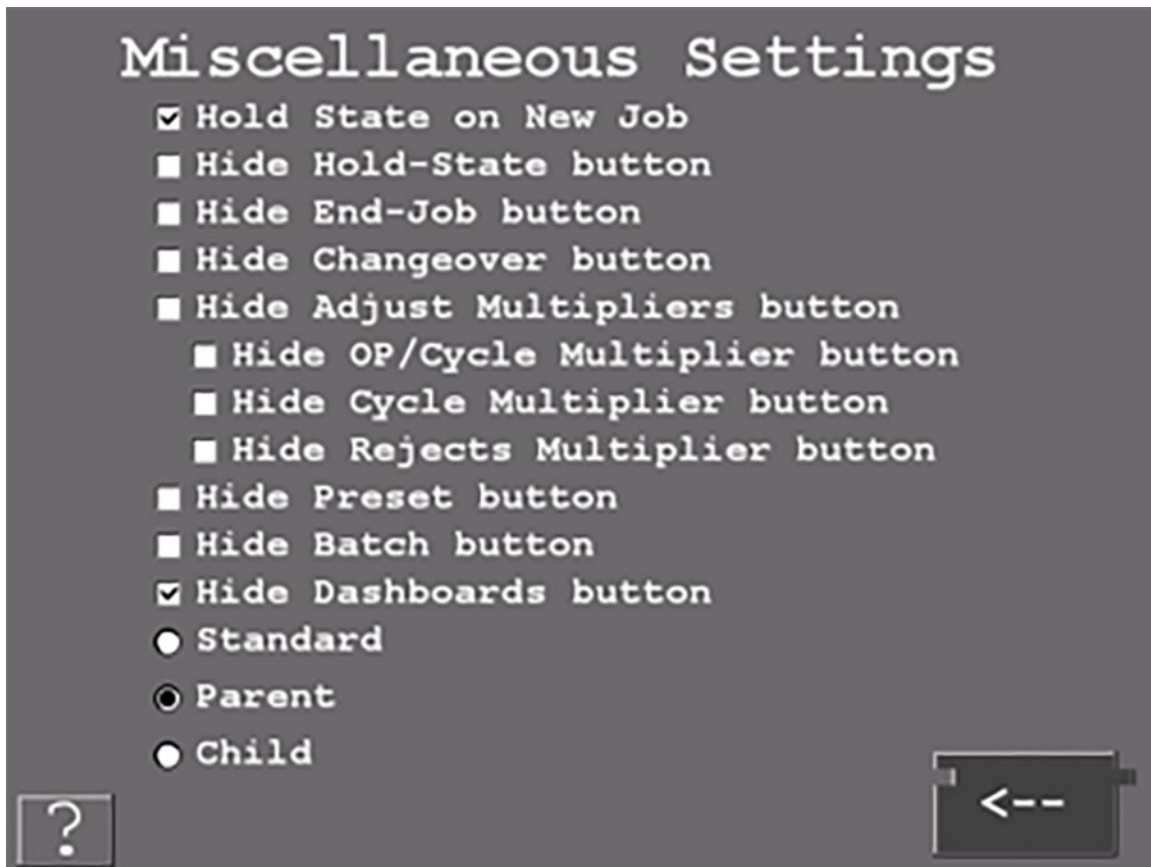 Miscellaneous Settings
Hold State on New Job
Hide Hold-State button
Hide End-Job button
Hide Changeover button
Hide Adjust Multipliers button
Hide OP/Cycle Multiplier button
Hide Cycle Multiplier button
Hide Rejects Multiplier button
Hide Preset button
Hide Batch button
Hide Dashboards button
Standard
Parent
Child
?
<--